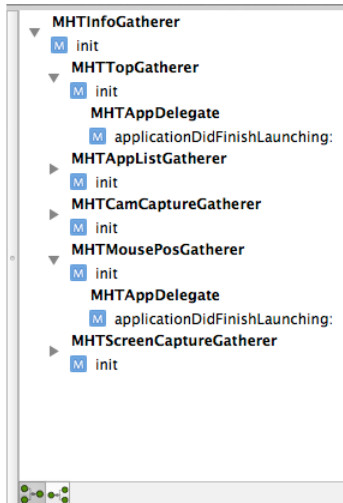 MHTInfoGatherer
M init
MHTTopGatherer
M init
MHTAppDelegate
M applicationDidFinishLaunching:
MHTAppListGatherer
M init
MHTCamCaptureGatherer
M init
MHTMousePosGatherer
M init
MHTAppDelegate
M applicationDidFinishLaunching:
MHTScreenCaptureGatherer
M init